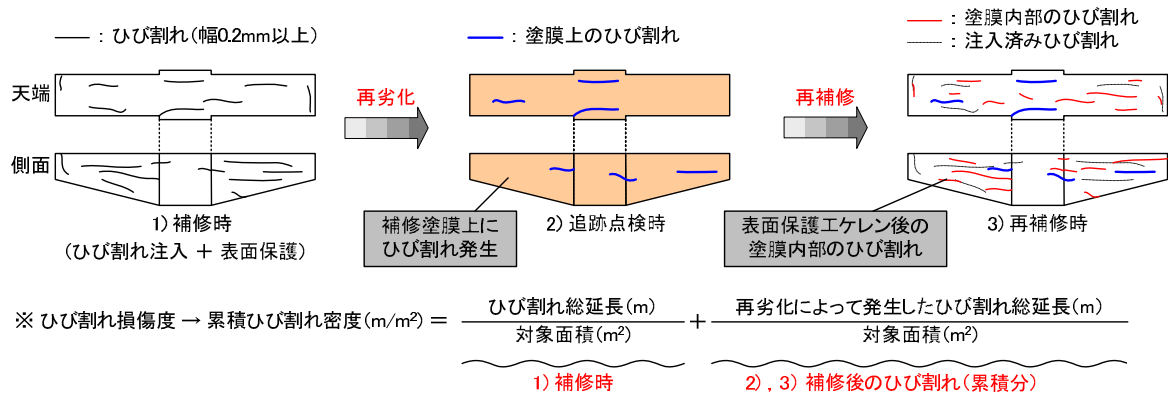 ：ひび割れ（幅0.2mm以上）
天端
側面
1）補修時
（ひび割れ注入 ＋ 表面保護）
再劣化
：塗膜上のひび割れ
補修塗膜上に
ひび割れ発生
2）追跡点検時
再補修
：塗膜内部のひび割れ
：注入済みひび割れ
表面保護エケレン後の
塗膜内部のひび割れ
3）再補修時
※ ひび割れ損傷度 → 累積ひび割れ密度（m/m²）＝ ひび割れ総延長（m） ＋ 再劣化によって発生したひび割れ総延長（m）
対象面積（m²） 対象面積（m²）
1）補修時 2），3）補修後のひび割れ（累積分）